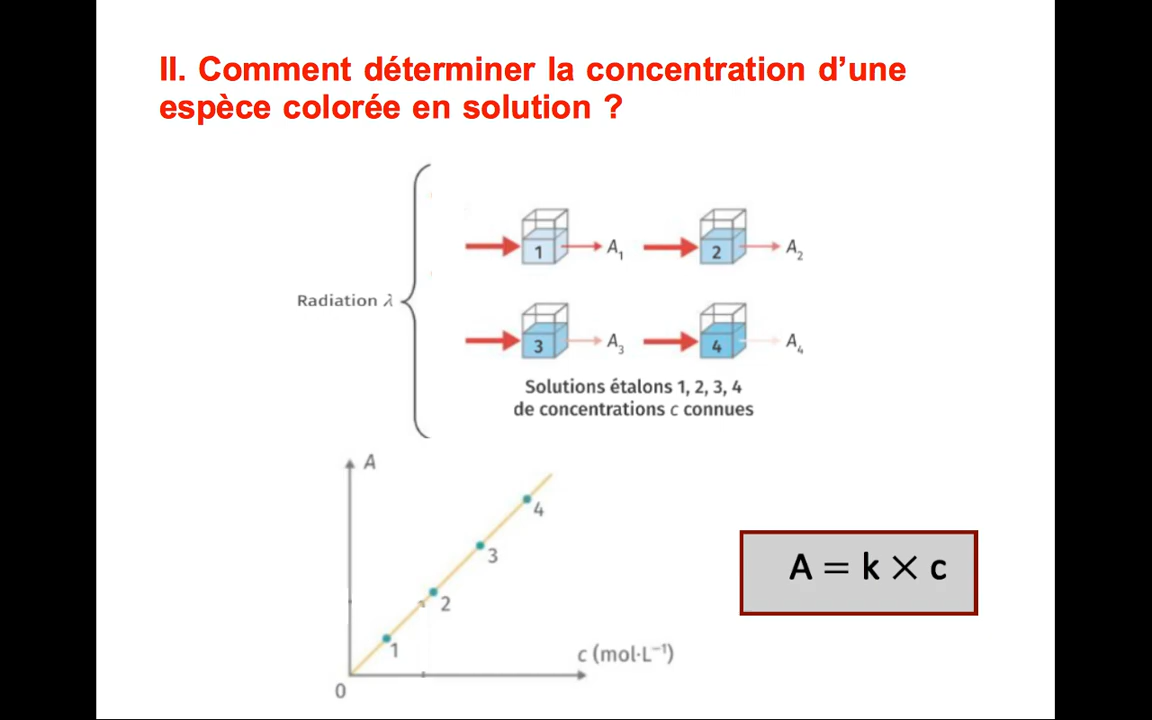 II. Comment déterminer la concentration d’une
espèce colorée en solution ?
1 A₁ 2 A₂
Radiation λ
3 A₃ 4 A₄
Solutions étalons 1, 2, 3, 4
de concentrations c connues
A
4
3
A = k × c
2
1
c (mol·L⁻¹)
0